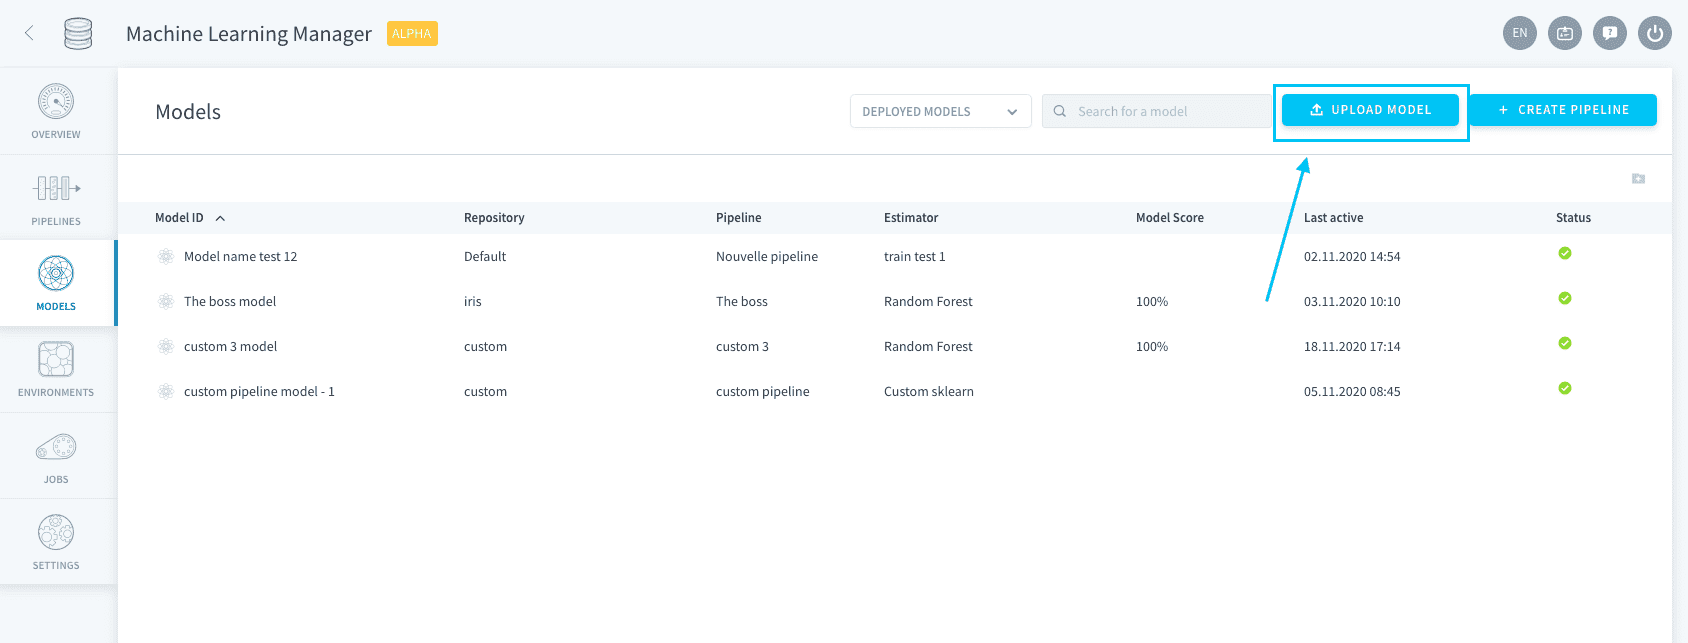 Machine Learning Manager ALPHA
EN
OVERVIEW
PIPELINES
MODELS
ENVIRONMENTS
JOBS
SETTINGS
Models
DEPLOYED MODELS
Search for a model
UPLOAD MODEL
+ CREATE PIPELINE
Model ID Repository Pipeline Estimator Model Score Last active Status
Model name test 12 Default Nouvelle pipeline train test 1 02.11.2020 14:54
The boss model iris The boss Random Forest 100% 03.11.2020 10:10
custom 3 model custom custom 3 Random Forest 100% 18.11.2020 17:14
custom pipeline model - 1 custom custom pipeline Custom sklearn 05.11.2020 08:45